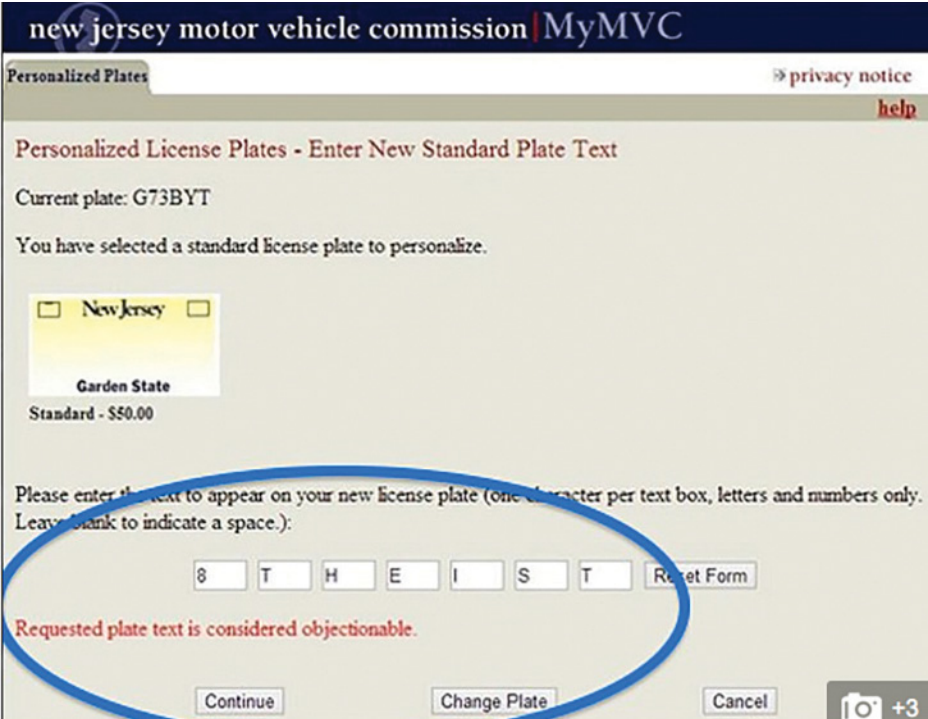 new jersey motor vehicle commission MyMVC
Personalized Plates
privacy notice
help
Personalized License Plates - Enter New Standard Plate Text
Current plate: G73BYT
You have selected a standard license plate to personalize.
New Jersey
Garden State
Standard - $50.00
Please enter the text to appear on your new license plate (one character per text box, letters and numbers only.
Leave blank to indicate a space.):
8 T H E I S T Reset Form
Requested plate text is considered objectionable.
Continue Change Plate Cancel
+3